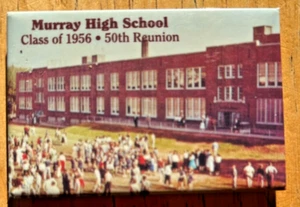 Murray High School
Class of 1956 • 50th Reunion